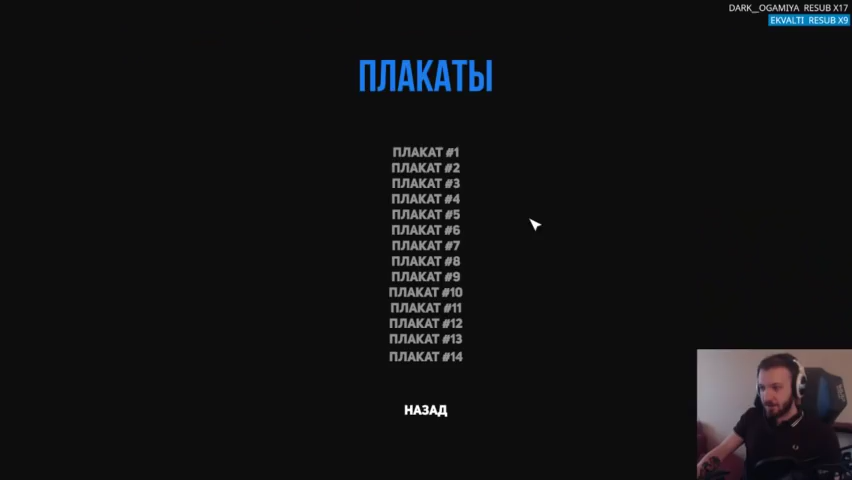 DARK__OGAMIYA RESUB X17
EKVALTI RESUB X9
ПЛАКАТЫ
ПЛАКАТ #1
ПЛАКАТ #2
ПЛАКАТ #3
ПЛАКАТ #4
ПЛАКАТ #5
ПЛАКАТ #6
ПЛАКАТ #7
ПЛАКАТ #8
ПЛАКАТ #9
ПЛАКАТ #10
ПЛАКАТ #11
ПЛАКАТ #12
ПЛАКАТ #13
ПЛАКАТ #14
НАЗАД